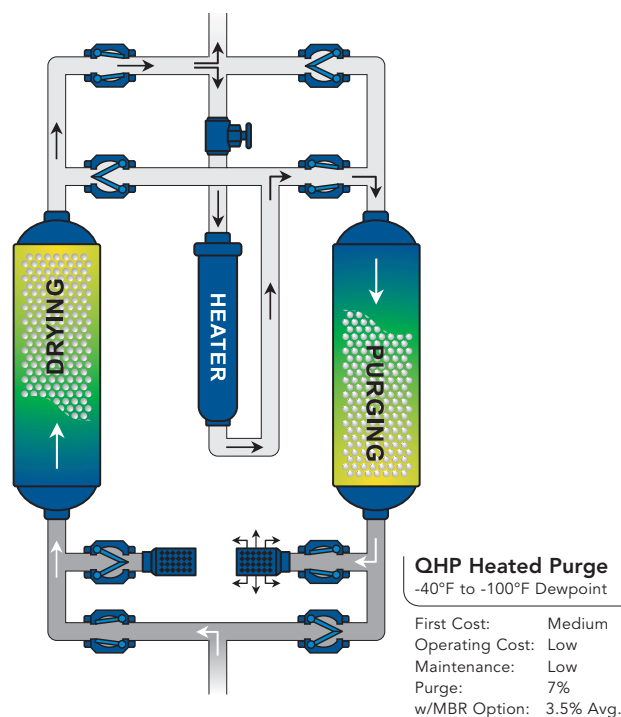 DRYING
HEATER
PURGING
QHP Heated Purge
-40°F to -100°F Dewpoint
First Cost: Medium
Operating Cost: Low
Maintenance: Low
Purge: 7%
w/MBR Option: 3.5% Avg.